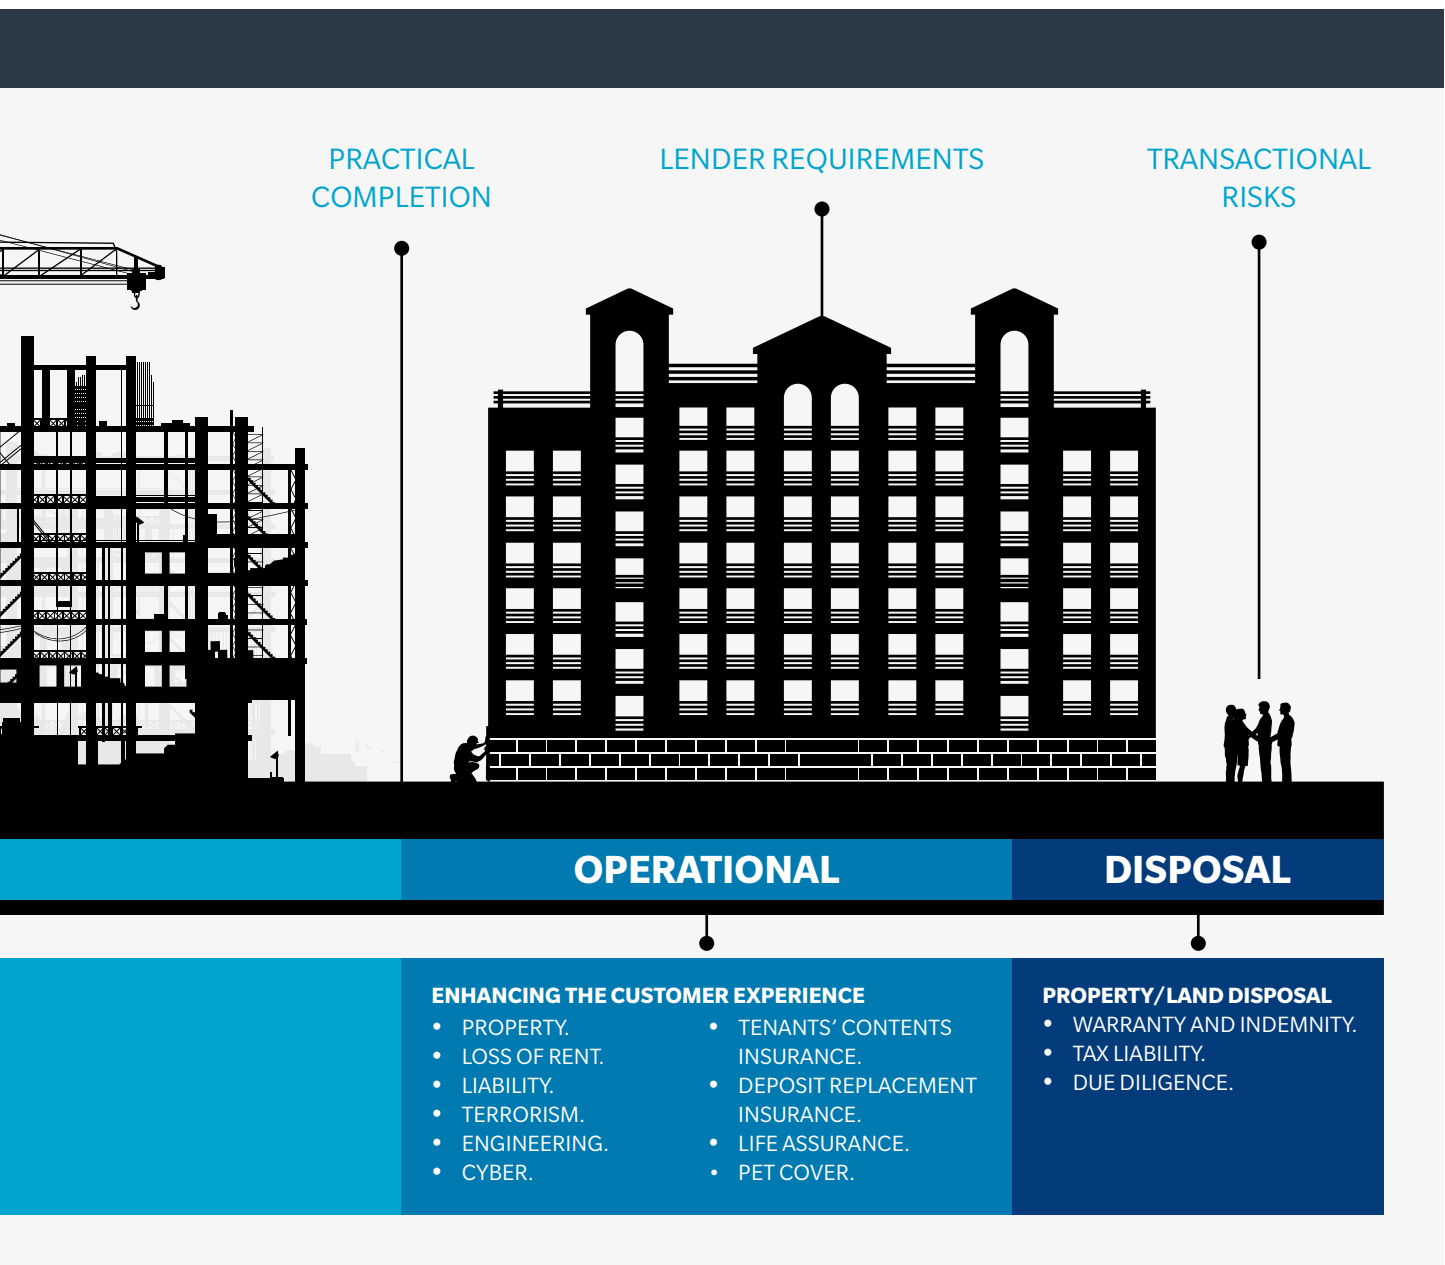 PRACTICAL
COMPLETION
LENDER REQUIREMENTS
TRANSACTIONAL
RISKS
OPERATIONAL
DISPOSAL
ENHANCING THE CUSTOMER EXPERIENCE
• PROPERTY.
• LOSS OF RENT.
• LIABILITY.
• TERRORISM.
• ENGINEERING.
• CYBER.
• TENANTS’ CONTENTS
INSURANCE.
• DEPOSIT REPLACEMENT
INSURANCE.
• LIFE ASSURANCE.
• PET COVER.
PROPERTY/LAND DISPOSAL
• WARRANTY AND INDEMNITY.
• TAX LIABILITY.
• DUE DILIGENCE.